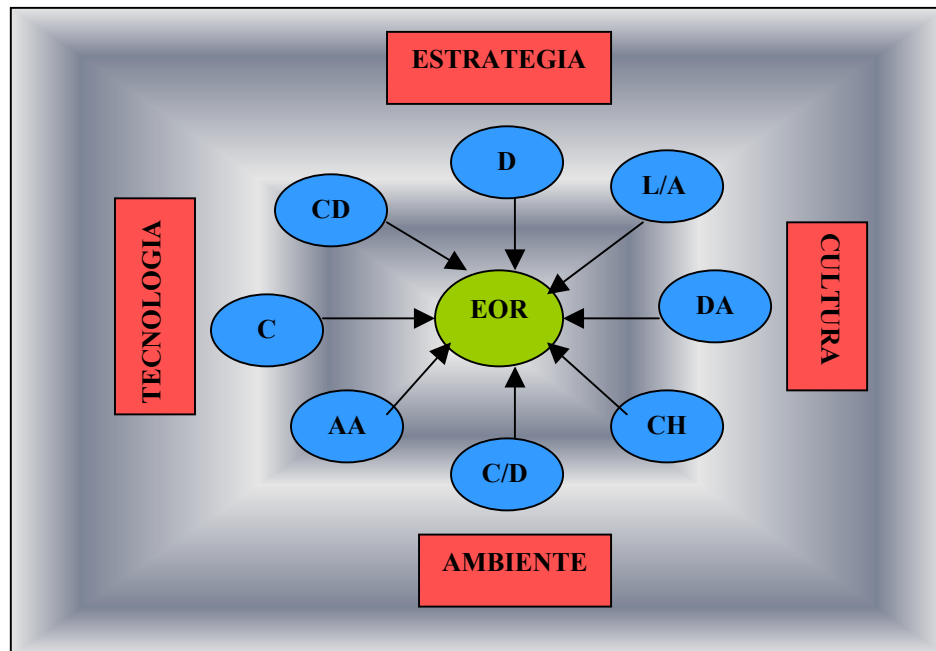 ESTRATEGIA
D
L/A
CD
TECNOLOGIA
CULTURA
EOR
DA
C
AA
CH
C/D
AMBIENTE